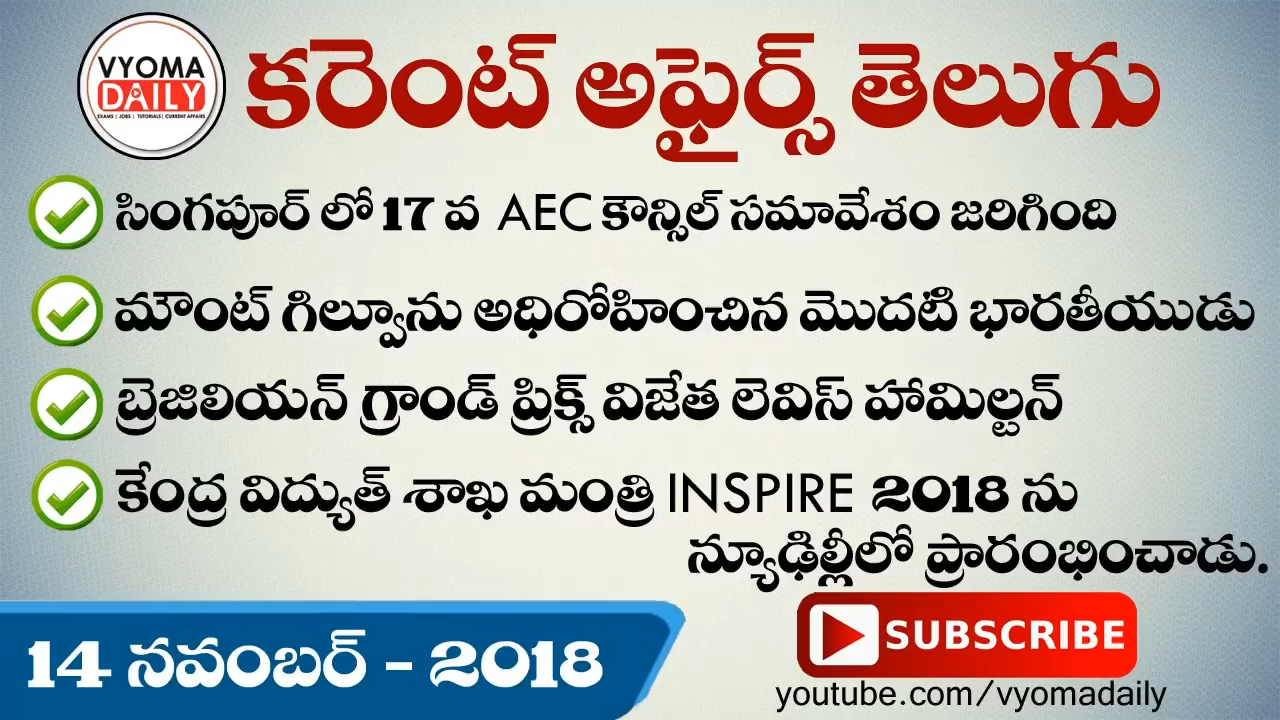 VYOMA
DAILY
EXAMS | JOBS | TUTORIALS | CURRENT AFFAIRS
కరెంట్ అఫైర్స్ తెలుగు
సింగపూర్ లో 17 వ AEC కౌన్సిల్ సమావేశం జరిగింది
మౌంట్ గిల్వూను అధిరోహించిన మొదటి భారతీయుడు
బ్రెజిలియన్ గ్రాండ్ ప్రిక్స్ విజేత లెవిస్ హామిల్టన్
కేంద్ర విద్యుత్ శాఖ మంత్రి INSPIRE 2018 ను
న్యూఢిల్లీలో ప్రారంభించాడు.
14 నవంబర్ - 2018
SUBSCRIBE
youtube.com/vyomadaily